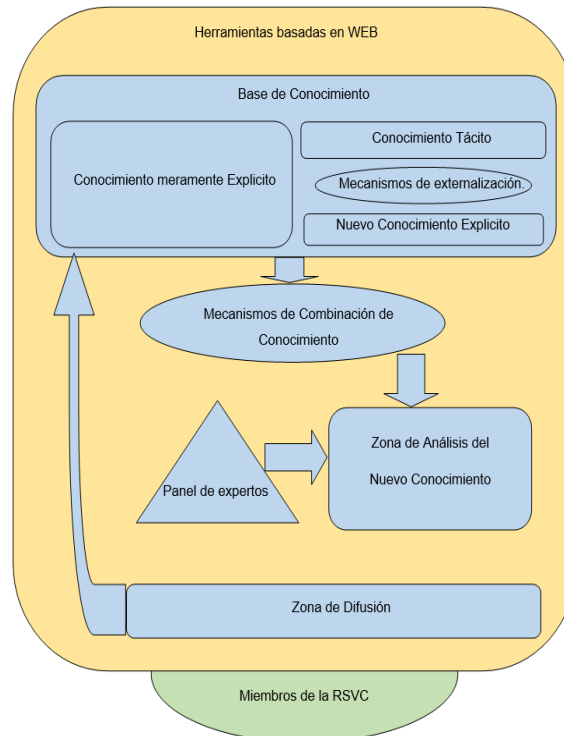 Herramientas basadas en WEB
Base de Conocimiento
Conocimiento meramente Explicito
Conocimiento Tácito
Mecanismos de externalización.
Nuevo Conocimiento Explicito
Mecanismos de Combinación de
Conocimiento
Zona de Análisis del
Nuevo Conocimiento
Panel de expertos
Zona de Difusión
Miembros de la RSVC